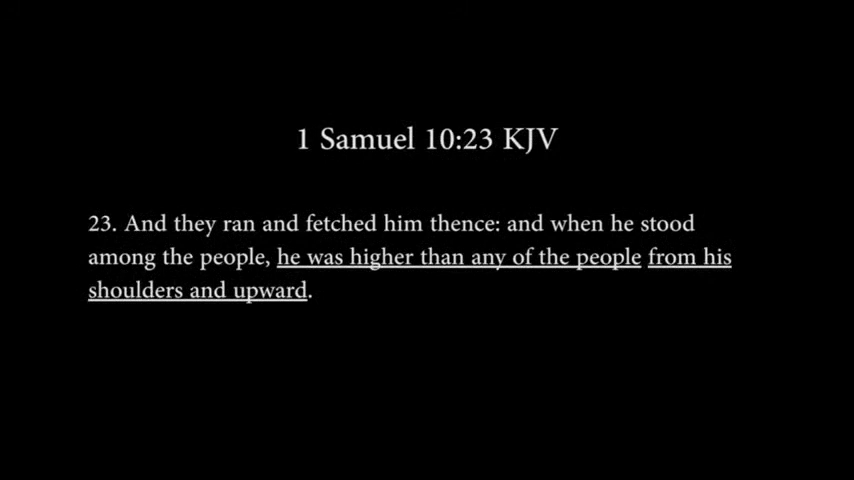 1 Samuel 10:23 KJV
23. And they ran and fetched him thence: and when he stood
among the people, he was higher than any of the people from his
shoulders and upward.